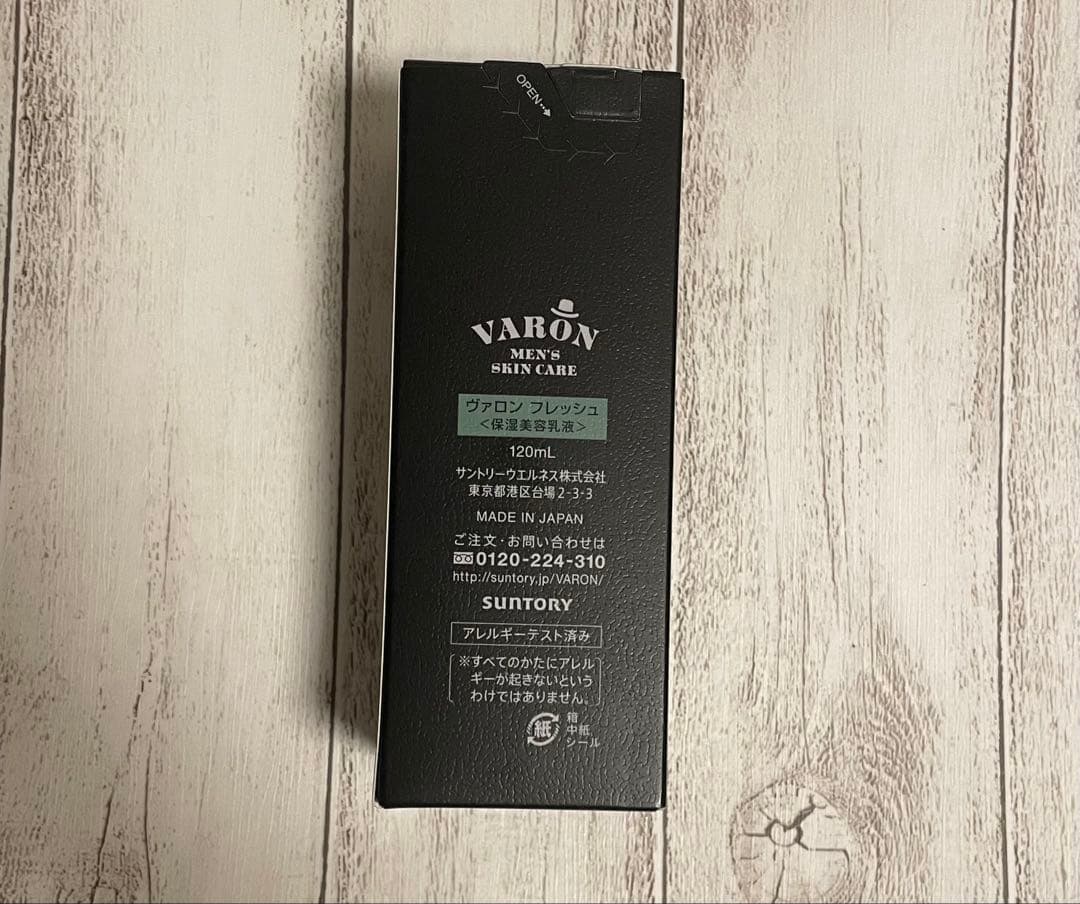 OPEN
VARON
MEN'S
SKIN CARE
ヴァロン フレッシュ
<保湿美容乳液>
120mL
サントリーウエルネス株式会社
東京都港区台場2-3-3
MADE IN JAPAN
ご注文・お問い合わせは
0120-224-310
http://suntory.jp/VARON/
SUNTORY
アレルギーテスト済み
※すべてのかたにアレル
ギーが起きないという
わけではありません。
紙
箱
中紙
シール